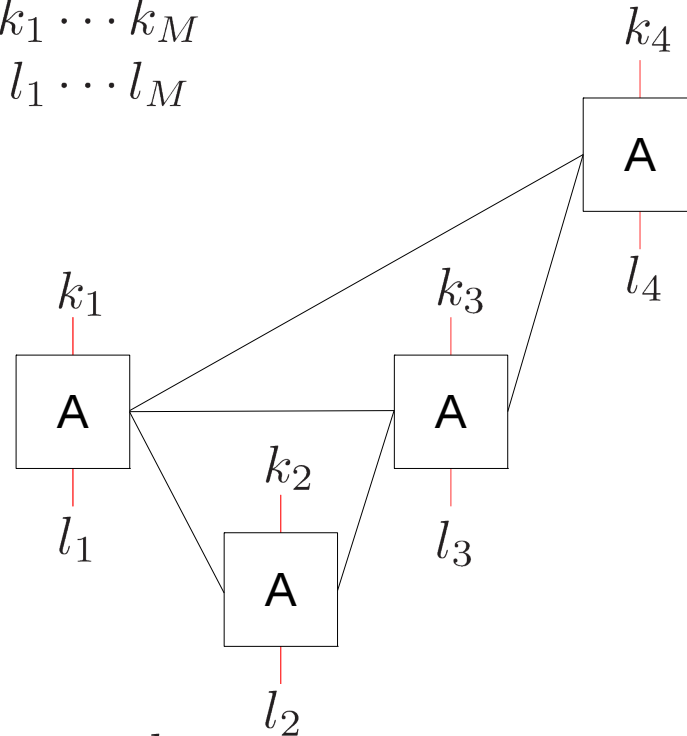 k₁ ⋯ k_M
l₁ ⋯ l_M
k₄
A
l₄
k₁
k₃
A
A
k₂
l₁
l₃
A
l₂